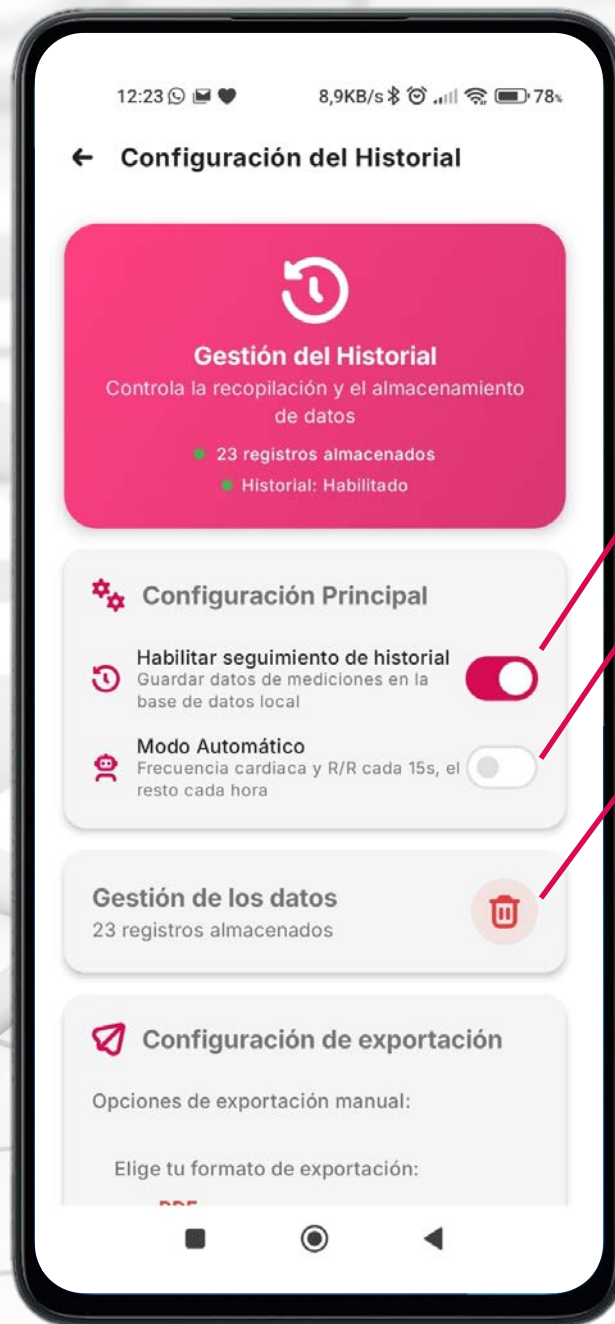 12:23 8,9KB/s 78%
Configuración del Historial
Gestión del Historial
Controla la recopilación y el almacenamiento
de datos
23 registros almacenados
Historial: Habilitado
Configuración Principal
Habilitar seguimiento de historial
Guardar datos de mediciones en la
base de datos local
Modo Automático
Frecuencia cardiaca y R/R cada 15s, el
resto cada hora
Gestión de los datos
23 registros almacenados
Configuración de exportación
Opciones de exportación manual:
Elige tu formato de exportación: